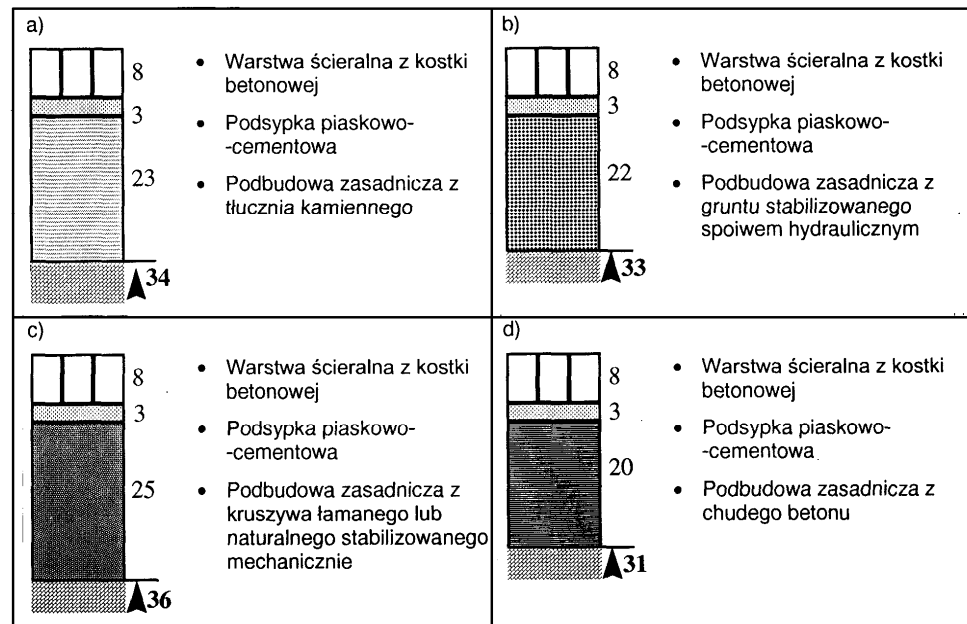 a)
8
3
23
34
• Warstwa ścieralna z kostki
betonowej
• Podsypka piaskowo-
-cementowa
• Podbudowa zasadnicza z
tłucznia kamiennego
b)
8
3
22
33
• Warstwa ścieralna z kostki
betonowej
• Podsypka piaskowo-
-cementowa
• Podbudowa zasadnicza z
gruntu stabilizowanego
spoiwem hydraulicznym
c)
8
3
25
36
• Warstwa ścieralna z kostki
betonowej
• Podsypka piaskowo-
-cementowa
• Podbudowa zasadnicza z
kruszywa łamanego lub
naturalnego stabilizowanego
mechanicznie
d)
8
3
20
31
• Warstwa ścieralna z kostki
betonowej
• Podsypka piaskowo-
-cementowa
• Podbudowa zasadnicza z
chudego betonu